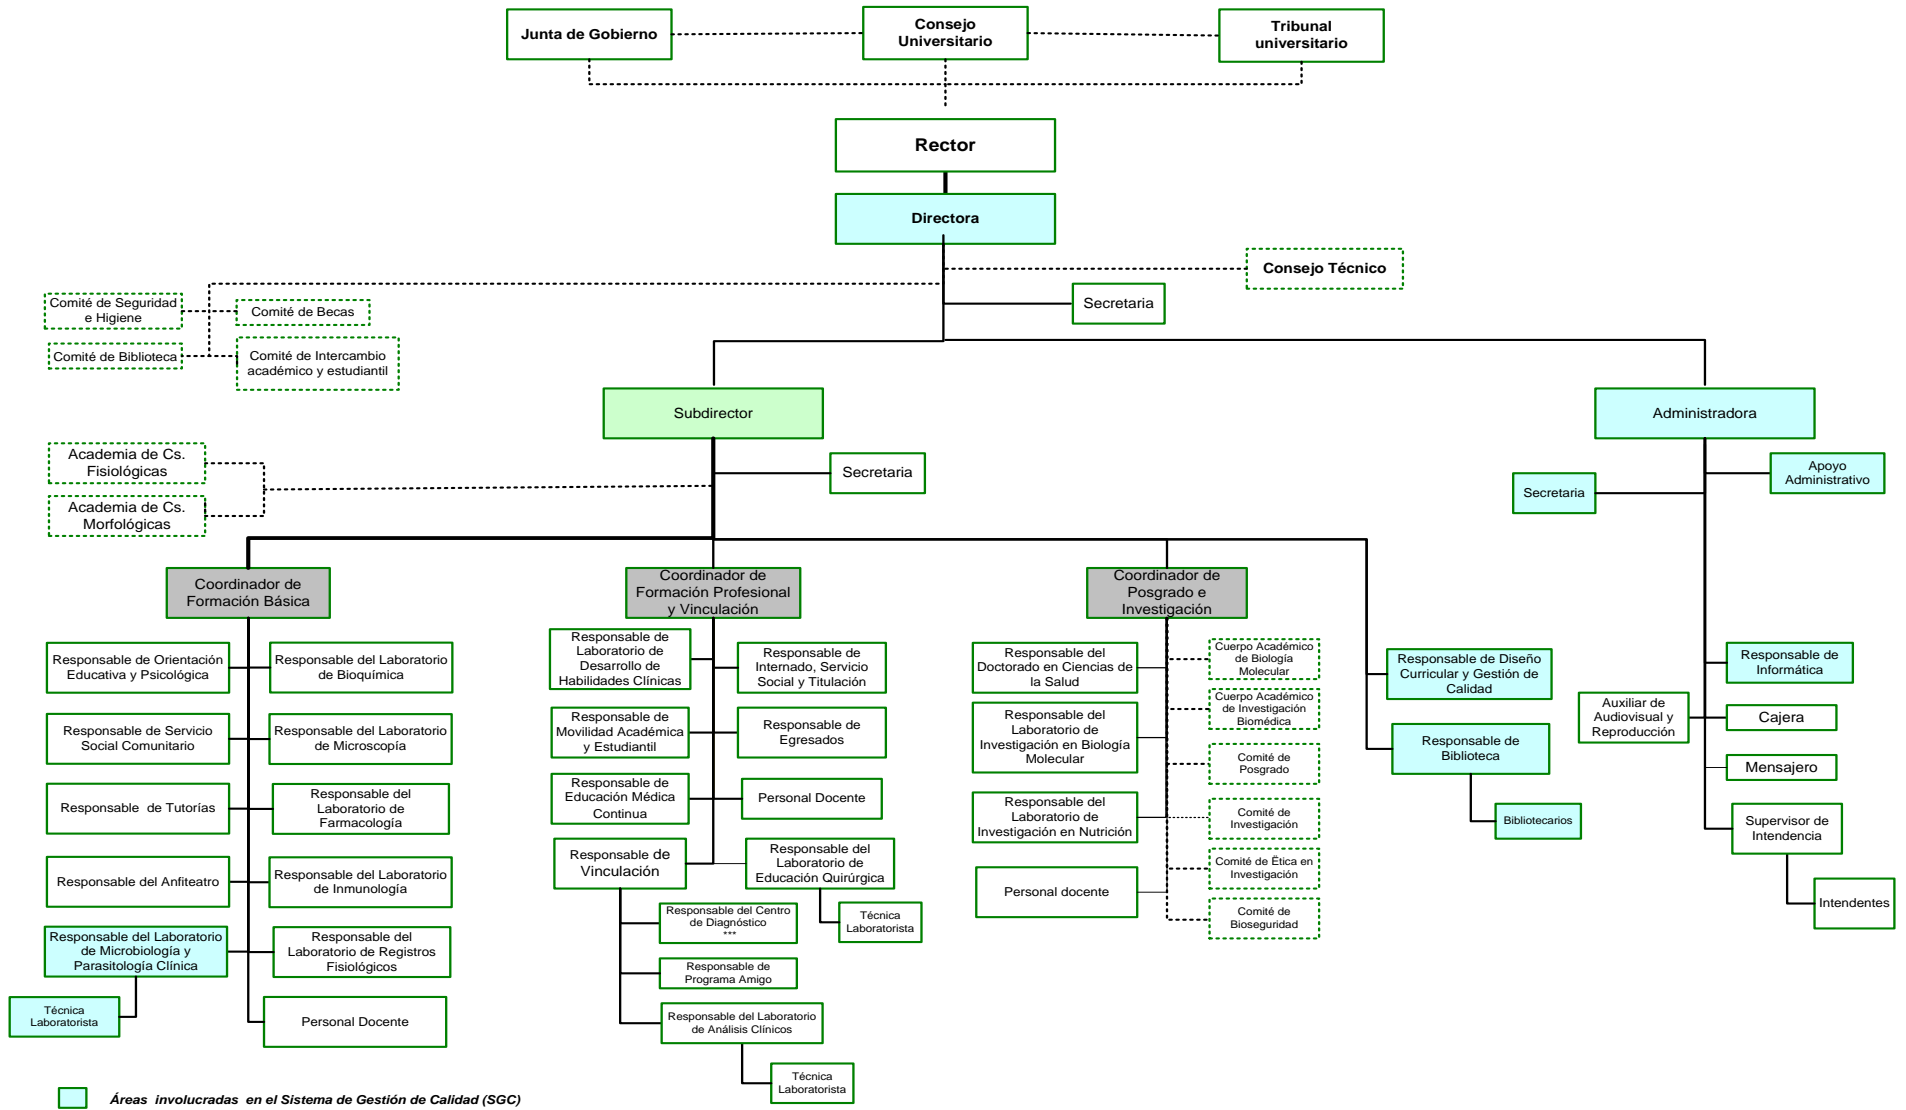 Junta de Gobierno
Consejo
Universitario
Tribunal
universitario
Rector
Directora
Consejo Técnico
Secretaria
Comité de Seguridad
e Higiene
Comité de Becas
Comité de Biblioteca
Comité de Intercambio
académico y estudiantil
Subdirector
Administradora
Academia de Cs.
Fisiológicas
Academia de Cs.
Morfológicas
Secretaria
Secretaria
Apoyo
Administrativo
Coordinador de
Formación Básica
Coordinador de
Formación Profesional
y Vinculación
Coordinador de
Posgrado e
Investigación
Responsable de Orientación
Educativa y Psicológica
Responsable del Laboratorio
de Bioquímica
Responsable de Servicio
Social Comunitario
Responsable del Laboratorio
de Microscopía
Responsable  de Tutorías
Responsable del
Laboratorio de
Farmacología
Responsable del Anfiteatro
Responsable del Laboratorio
de Inmunología
Responsable del Laboratorio
de Microbiología y
Parasitología Clínica
Responsable del
Laboratorio de Registros
Fisiológicos
Técnica
Laboratorista
Personal Docente
Responsable de
Laboratorio de
Desarrollo de
Habilidades Clínicas
Responsable de
Internado, Servicio
Social y Titulación
Responsable de
Movilidad Académica
y Estudiantil
Responsable de
Egresados
Responsable de
Educación Médica
Continua
Personal Docente
Responsable de
Vinculación
Responsable del
Laboratorio de
Educación Quirúrgica
Responsable del Centro
de Diagnóstico
***
Técnica
Laboratorista
Responsable de
Programa Amigo
Responsable del Laboratorio
de Análisis Clínicos
Técnica
Laboratorista
Responsable del
Doctorado en Ciencias de
la Salud
Cuerpo Académico
de Biología
Molecular
Responsable del
Laboratorio de
Investigación en Biología
Molecular
Cuerpo Académico
de Investigación
Biomédica
Comité de
Posgrado
Responsable del
Laboratorio de
Investigación en Nutrición
Comité de
Investigación
Comité de Ëtica en
Investigación
Personal docente
Comité de
Bioseguridad
Responsable de Diseño
Curricular y Gestión de
Calidad
Responsable de
Biblioteca
Bibliotecarios
Responsable de
Informática
Auxiliar de
Audiovisual y
Reproducción
Cajera
Mensajero
Supervisor de
Intendencia
Intendentes
Áreas  involucradas  en el Sistema de Gestión de Calidad (SGC)